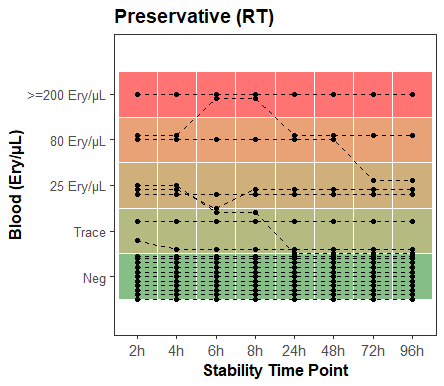 Preservative (RT)
Blood (Ery/µL)
>=200 Ery/µL
80 Ery/µL
25 Ery/µL
Trace
Neg
2h 4h 6h 8h 24h 48h 72h 96h
Stability Time Point